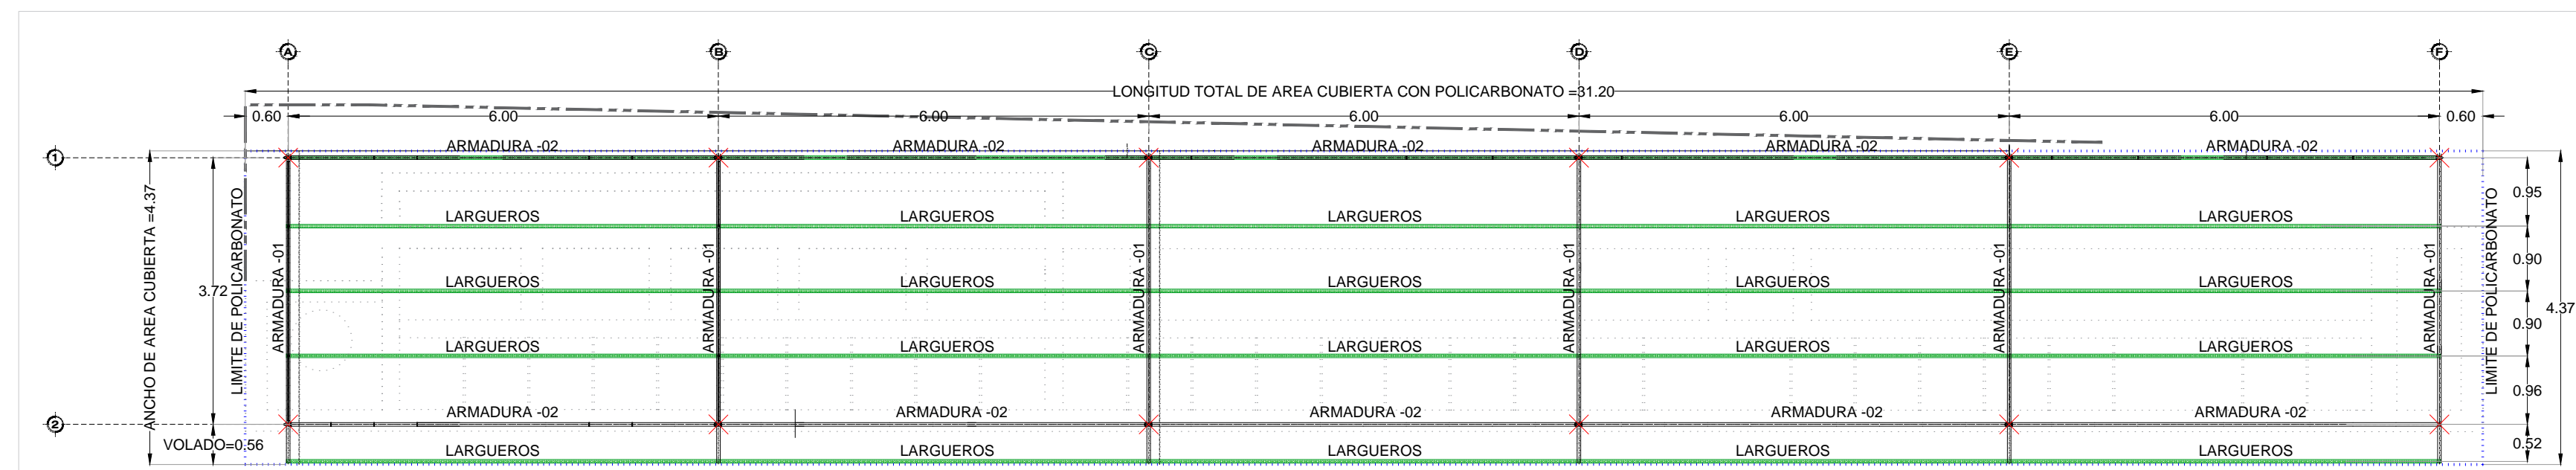 A B C D E F
LONGITUD TOTAL DE AREA CUBIERTA CON POLICARBONATO =31.20
0.60 6.00 6.00 6.00 6.00 6.00 0.60
1
ARMADURA -02 ARMADURA -02 ARMADURA -02 ARMADURA -02 ARMADURA -02
0.95
LARGUEROS LARGUEROS LARGUEROS LARGUEROS LARGUEROS
ANCHO DE AREA CUBIERTA =4.37
3.72
LIMITE DE POLICARBONATO
ARMADURA -01 ARMADURA -01 ARMADURA -01 ARMADURA -01 ARMADURA -01 ARMADURA -01
LIMITE DE POLICARBONATO
0.90
LARGUEROS LARGUEROS LARGUEROS LARGUEROS LARGUEROS
4.37
0.90
LARGUEROS LARGUEROS LARGUEROS LARGUEROS LARGUEROS
0.96
2
ARMADURA -02 ARMADURA -02 ARMADURA -02 ARMADURA -02 ARMADURA -02
VOLADO=0.56
0.52
LARGUEROS LARGUEROS LARGUEROS LARGUEROS LARGUEROS